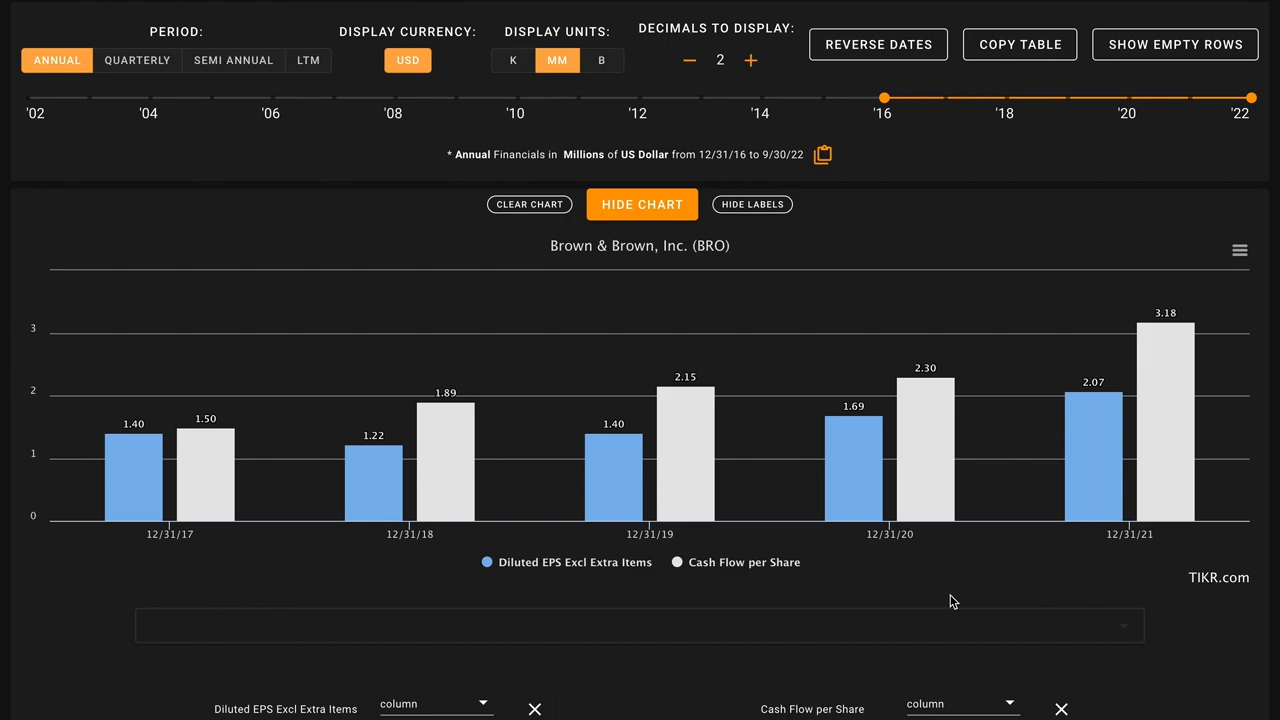 PERIOD:
DISPLAY CURRENCY:
DISPLAY UNITS:
DECIMALS TO DISPLAY:
ANNUAL QUARTERLY SEMI ANNUAL LTM
USD
K MM B
− 2 +
REVERSE DATES
COPY TABLE
SHOW EMPTY ROWS
'02 '04 '06 '08 '10 '12 '14 '16 '18 '20 '22
* Annual Financials in Millions of US Dollar from 12/31/16 to 9/30/22
CLEAR CHART
HIDE CHART
HIDE LABELS
Brown & Brown, Inc. (BRO)
3
2
1
0
1.40 1.50 1.22 1.89 1.40 2.15 1.69 2.30 2.07 3.18
12/31/17 12/31/18 12/31/19 12/31/20 12/31/21
Diluted EPS Excl Extra Items Cash Flow per Share
TIKR.com
Diluted EPS Excl Extra Items column
Cash Flow per Share column